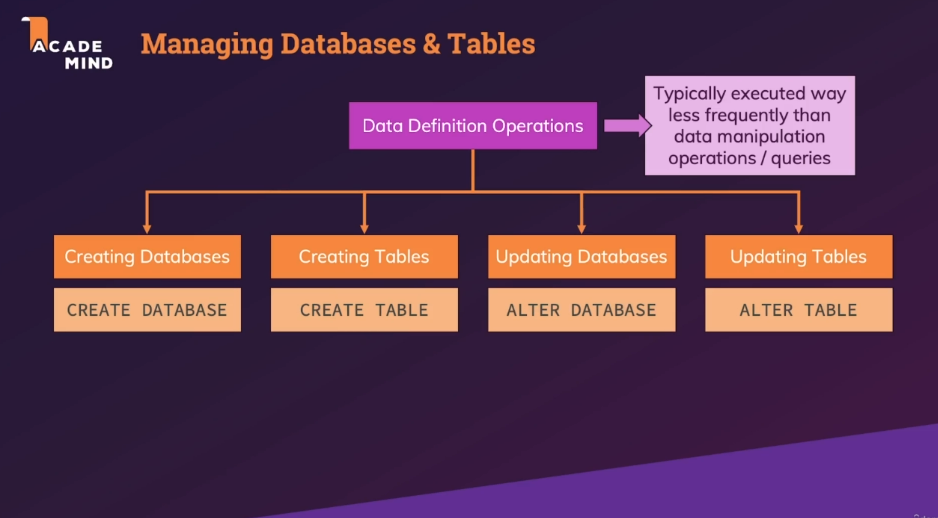 ACADE
MIND
Managing Databases & Tables
Data Definition Operations
Typically executed way
less frequently than
data manipulation
operations / queries
Creating Databases
Creating Tables
Updating Databases
Updating Tables
CREATE DATABASE
CREATE TABLE
ALTER DATABASE
ALTER TABLE